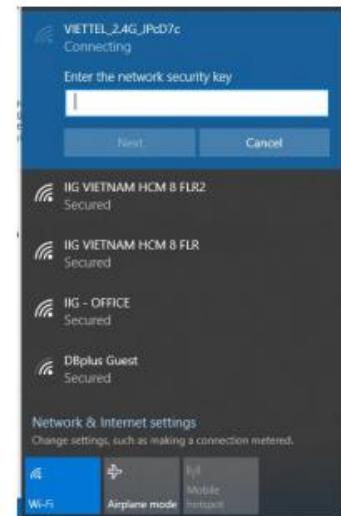 VIETTEL_2.4G_JPcD7c
Connecting
Enter the network security key
Next
Cancel
IIG VIETNAM HCM 8 FLR2
Secured
IIG VIETNAM HCM 8 FLR
Secured
IIG - OFFICE
Secured
DBplus Guest
Secured
Network & Internet settings
Change settings, such as making a connection metered.
Wi-Fi
Airplane mode
Mobile
hotspot